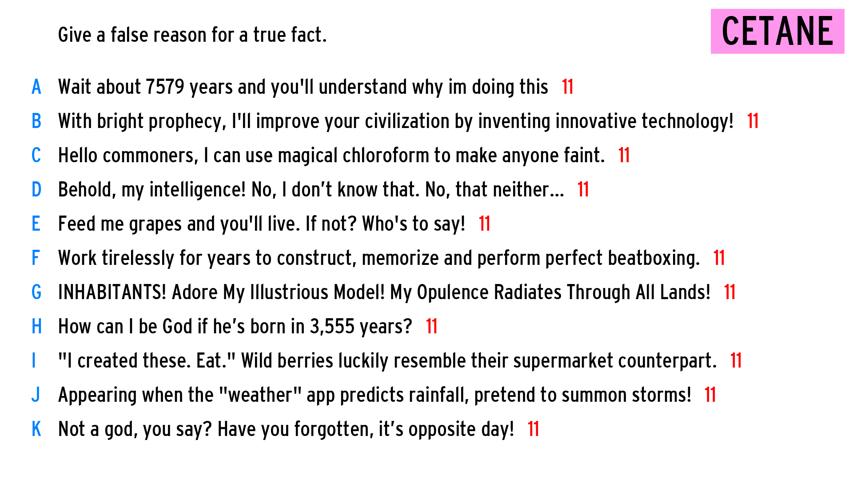 Give a false reason for a true fact.
CETANE
A Wait about 7579 years and you'll understand why im doing this 11
B With bright prophecy, I'll improve your civilization by inventing innovative technology! 11
C Hello commoners, I can use magical chloroform to make anyone faint. 11
D Behold, my intelligence! No, I don’t know that. No, that neither... 11
E Feed me grapes and you'll live. If not? Who's to say! 11
F Work tirelessly for years to construct, memorize and perform perfect beatboxing. 11
G INHABITANTS! Adore My Illustrious Model! My Opulence Radiates Through All Lands! 11
H How can I be God if he’s born in 3,555 years? 11
I "I created these. Eat." Wild berries luckily resemble their supermarket counterpart. 11
J Appearing when the "weather" app predicts rainfall, pretend to summon storms! 11
K Not a god, you say? Have you forgotten, it’s opposite day! 11